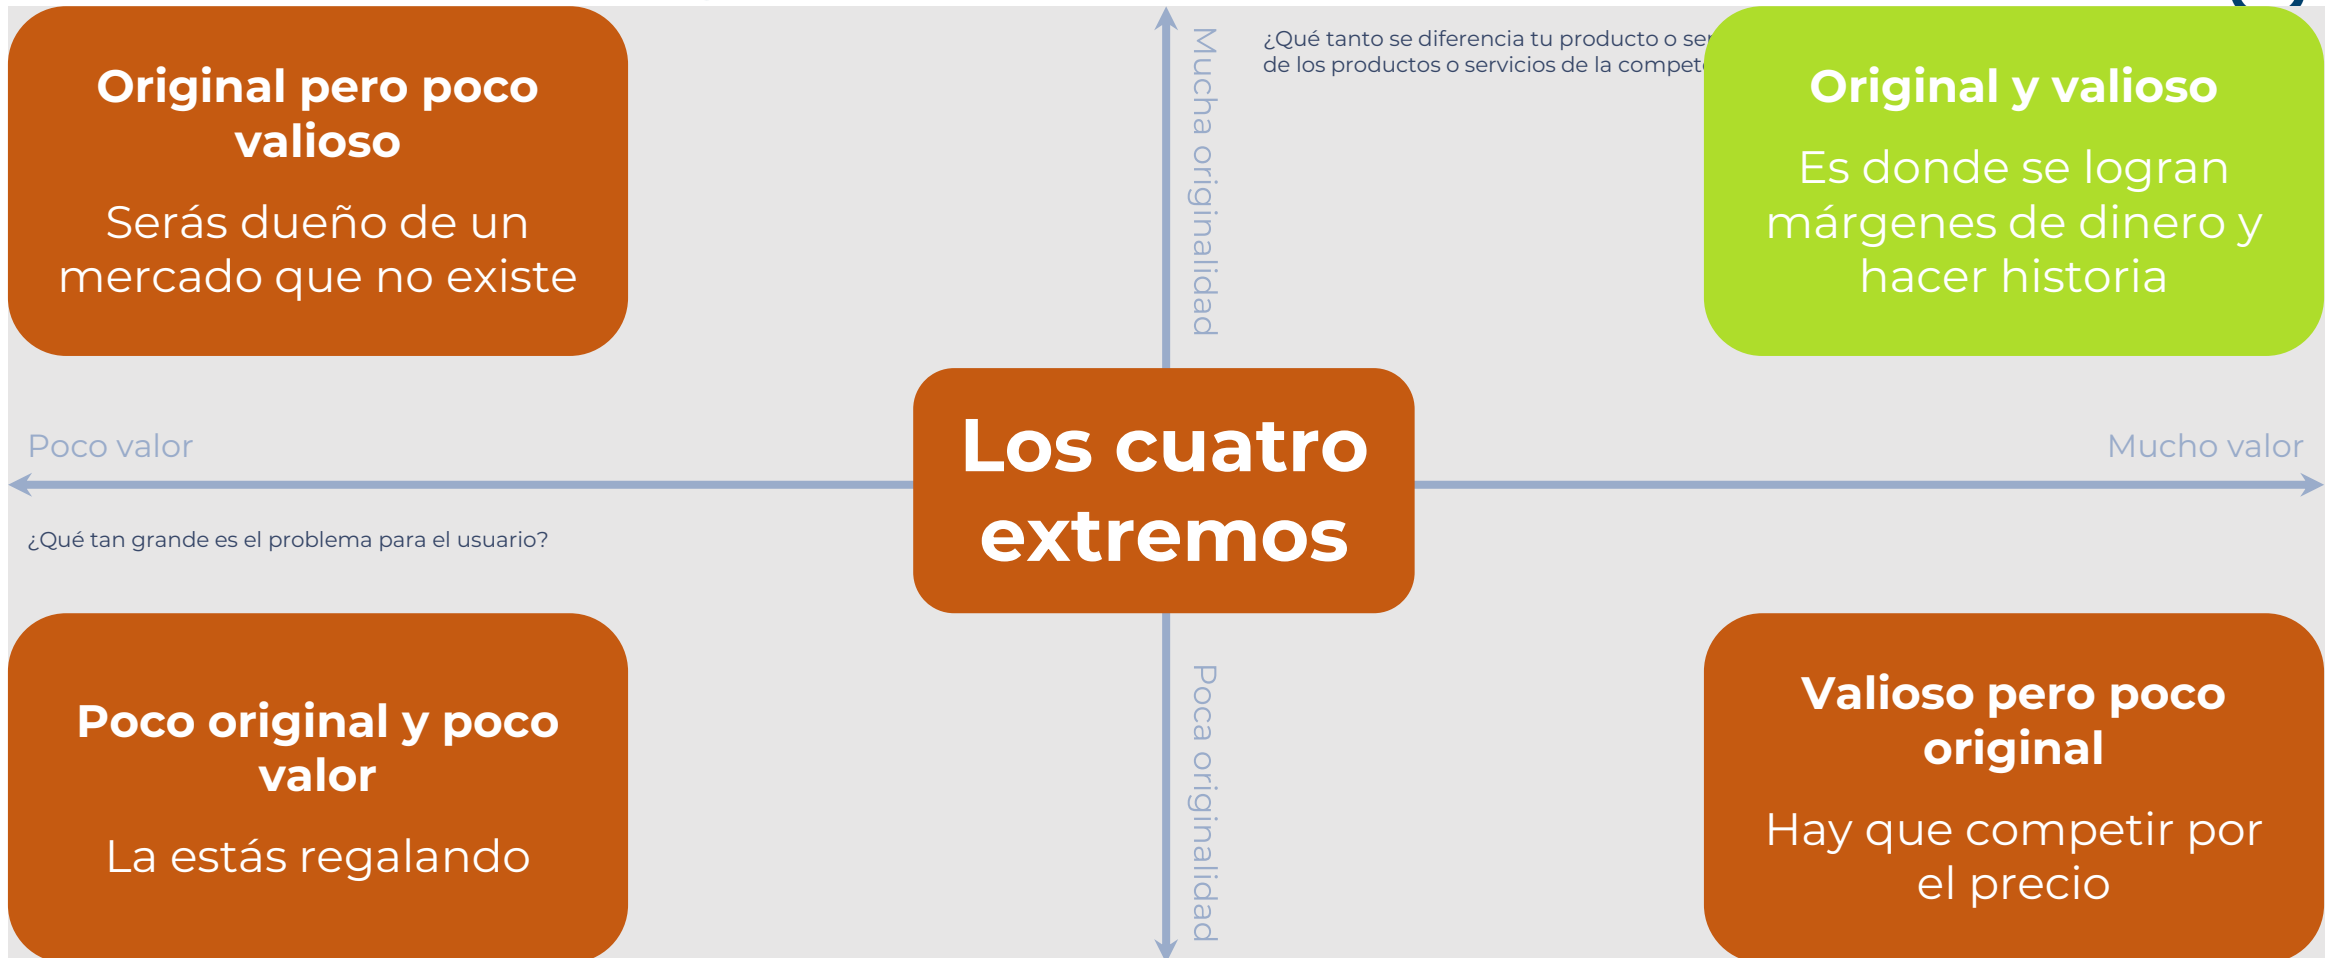 Original pero poco
valioso
Serás dueño de un
mercado que no existe
Mucha originalidad
¿Qué tanto se diferencia tu producto o
de los productos o servicios de la
Original y valioso
Es donde se logran
márgenes de dinero y
hacer historia
Poco valor
Los cuatro
extremos
Mucho valor
¿Qué tan grande es el problema para el usuario?
Poco original y poco
valor
La estás regalando
Poca originalidad
Valioso pero poco
original
Hay que competir por
el precio